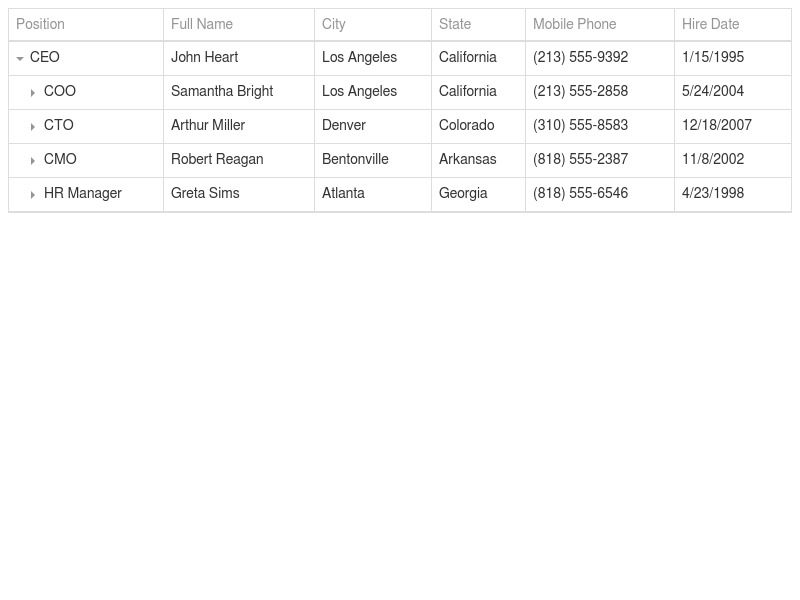 Position Full Name City State Mobile Phone Hire Date
CEO John Heart Los Angeles California (213) 555-9392 1/15/1995
COO Samantha Bright Los Angeles California (213) 555-2858 5/24/2004
CTO Arthur Miller Denver Colorado (310) 555-8583 12/18/2007
CMO Robert Reagan Bentonville Arkansas (818) 555-2387 11/8/2002
HR Manager Greta Sims Atlanta Georgia (818) 555-6546 4/23/1998